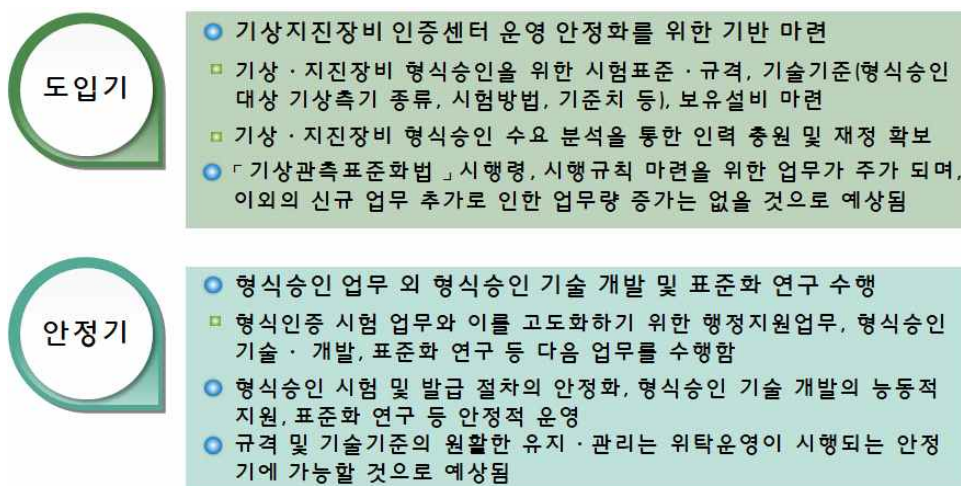 도입기
기상지진장비 인증센터 운영 안정화를 위한 기반 마련
기상 · 지진장비 형식승인을 위한 시험표준 · 규격, 기술기준(형식승인
대상 기상측기 종류, 시험방법, 기준치 등), 보유설비 마련
기상 · 지진장비 형식승인 수요 분석을 통한 인력 충원 및 재정 확보
「기상관측표준화법」시행령, 시행규칙 마련을 위한 업무가 주가 되며,
이외의 신규 업무 추가로 인한 업무량 증가는 없을 것으로 예상됨
안정기
형식승인 업무 외 형식승인 기술 개발 및 표준화 연구 수행
형식인증 시험 업무와 이를 고도화하기 위한 행정지원업무, 형식승인
기술 · 개발, 표준화 연구 등 다음 업무를 수행함
형식승인 시험 및 발급 절차의 안정화, 형식승인 기술 개발의 능동적
지원, 표준화 연구 등 안정적 운영
규격 및 기술기준의 원활한 유지 · 관리는 위탁운영이 시행되는 안정
기에 가능할 것으로 예상됨